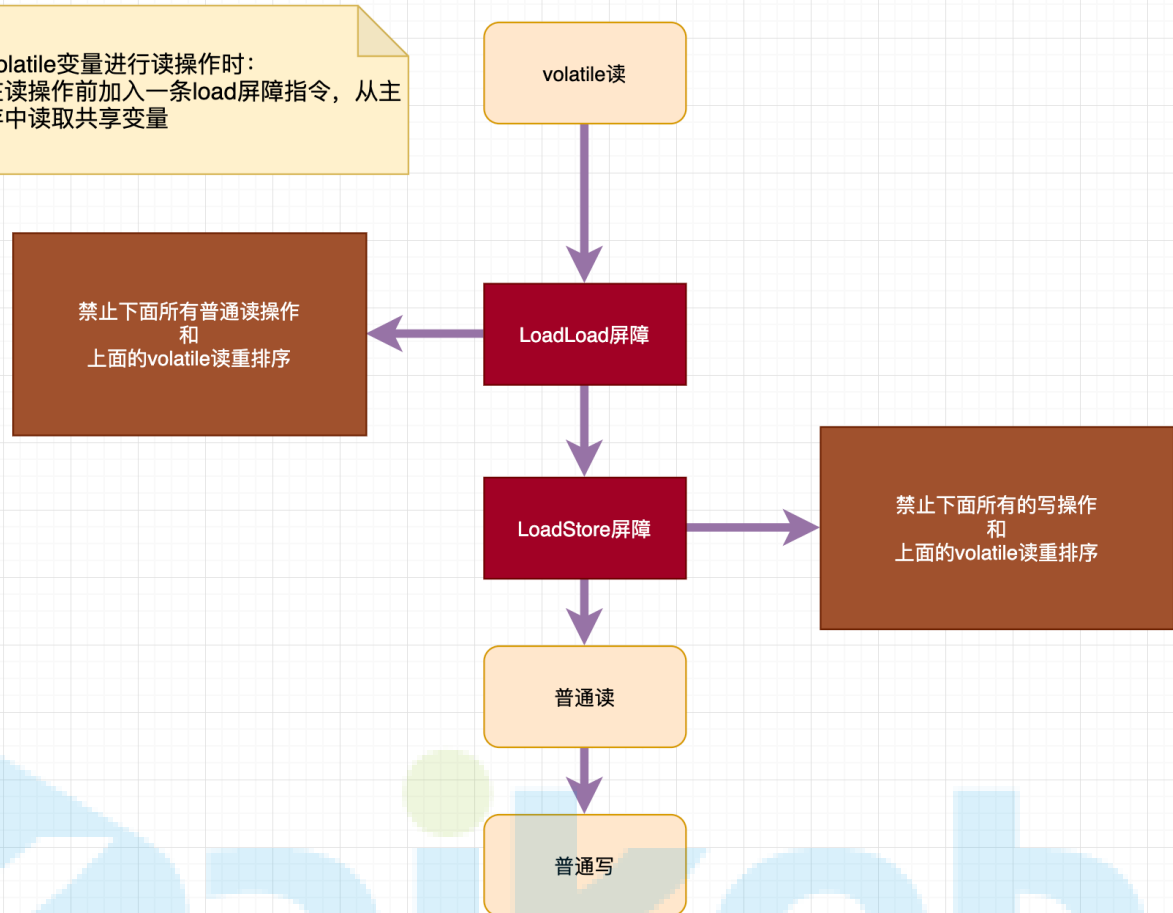 olatile变量进行读操作时：
在读操作前加入一条load屏障指令，从主
存中读取共享变量
volatile读
禁止下面所有普通读操作
和
上面的volatile读重排序
LoadLoad屏障
LoadStore屏障
禁止下面所有的写操作
和
上面的volatile读重排序
普通读
普通写